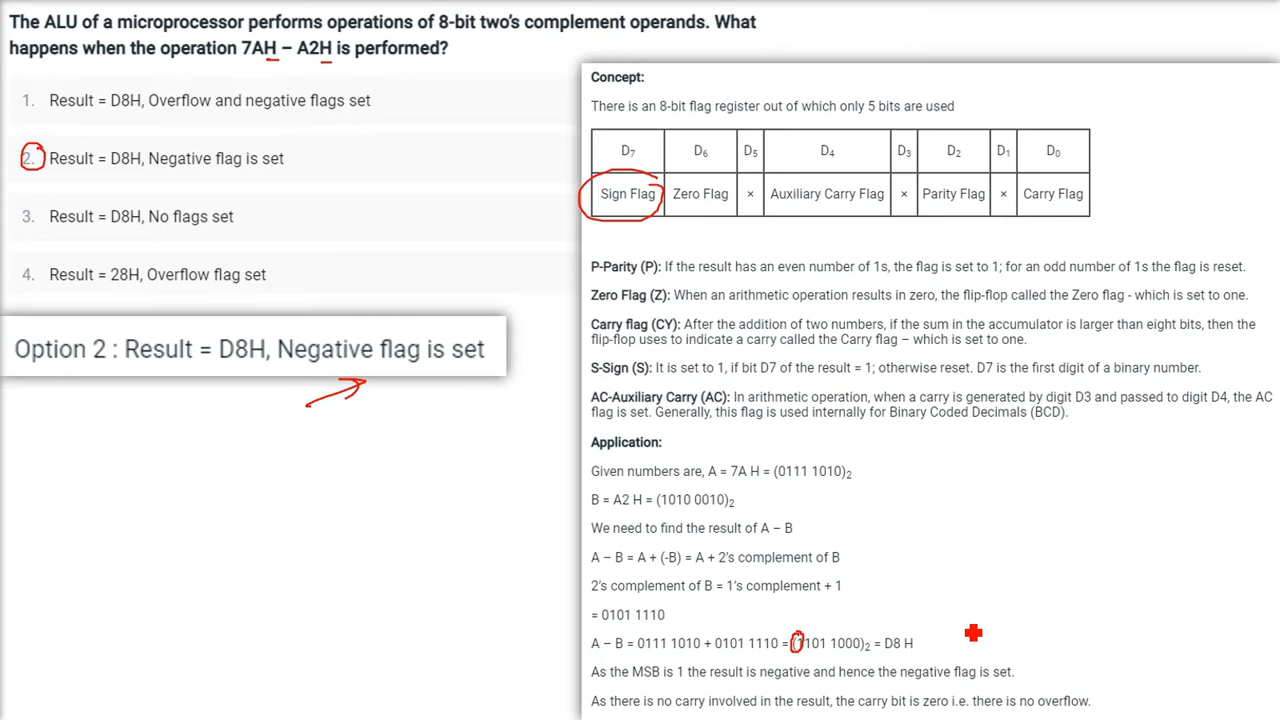 The ALU of a microprocessor performs operations of 8-bit two's complement operands. What
happens when the operation 7AH – A2H is performed?
1. Result = D8H, Overflow and negative flags set
2. Result = D8H, Negative flag is set
3. Result = D8H, No flags set
4. Result = 28H, Overflow flag set
Option 2 : Result = D8H, Negative flag is set
Concept:
There is an 8-bit flag register out of which only 5 bits are used
D₇ D₆ D₅ D₄ D₃ D₂ D₁ D₀
Sign Flag Zero Flag × Auxiliary Carry Flag × Parity Flag × Carry Flag
P-Parity (P): If the result has an even number of 1s, the flag is set to 1; for an odd number of 1s the flag is reset.
Zero Flag (Z): When an arithmetic operation results in zero, the flip-flop called the Zero flag - which is set to one.
Carry flag (CY): After the addition of two numbers, if the sum in the accumulator is larger than eight bits, then the
flip-flop uses to indicate a carry called the Carry flag – which is set to one.
S-Sign (S): It is set to 1, if bit D7 of the result = 1; otherwise reset. D7 is the first digit of a binary number.
AC-Auxiliary Carry (AC): In arithmetic operation, when a carry is generated by digit D3 and passed to digit D4, the AC
flag is set. Generally, this flag is used internally for Binary Coded Decimals (BCD).
Application:
Given numbers are, A = 7A H = (0111 1010)₂
B = A2 H = (1010 0010)₂
We need to find the result of A – B
A – B = A + (-B) = A + 2's complement of B
2's complement of B = 1's complement + 1
= 0101 1110
A – B = 0111 1010 + 0101 1110 = (1101 1000)₂ = D8 H
As the MSB is 1 the result is negative and hence the negative flag is set.
As there is no carry involved in the result, the carry bit is zero i.e. there is no overflow.